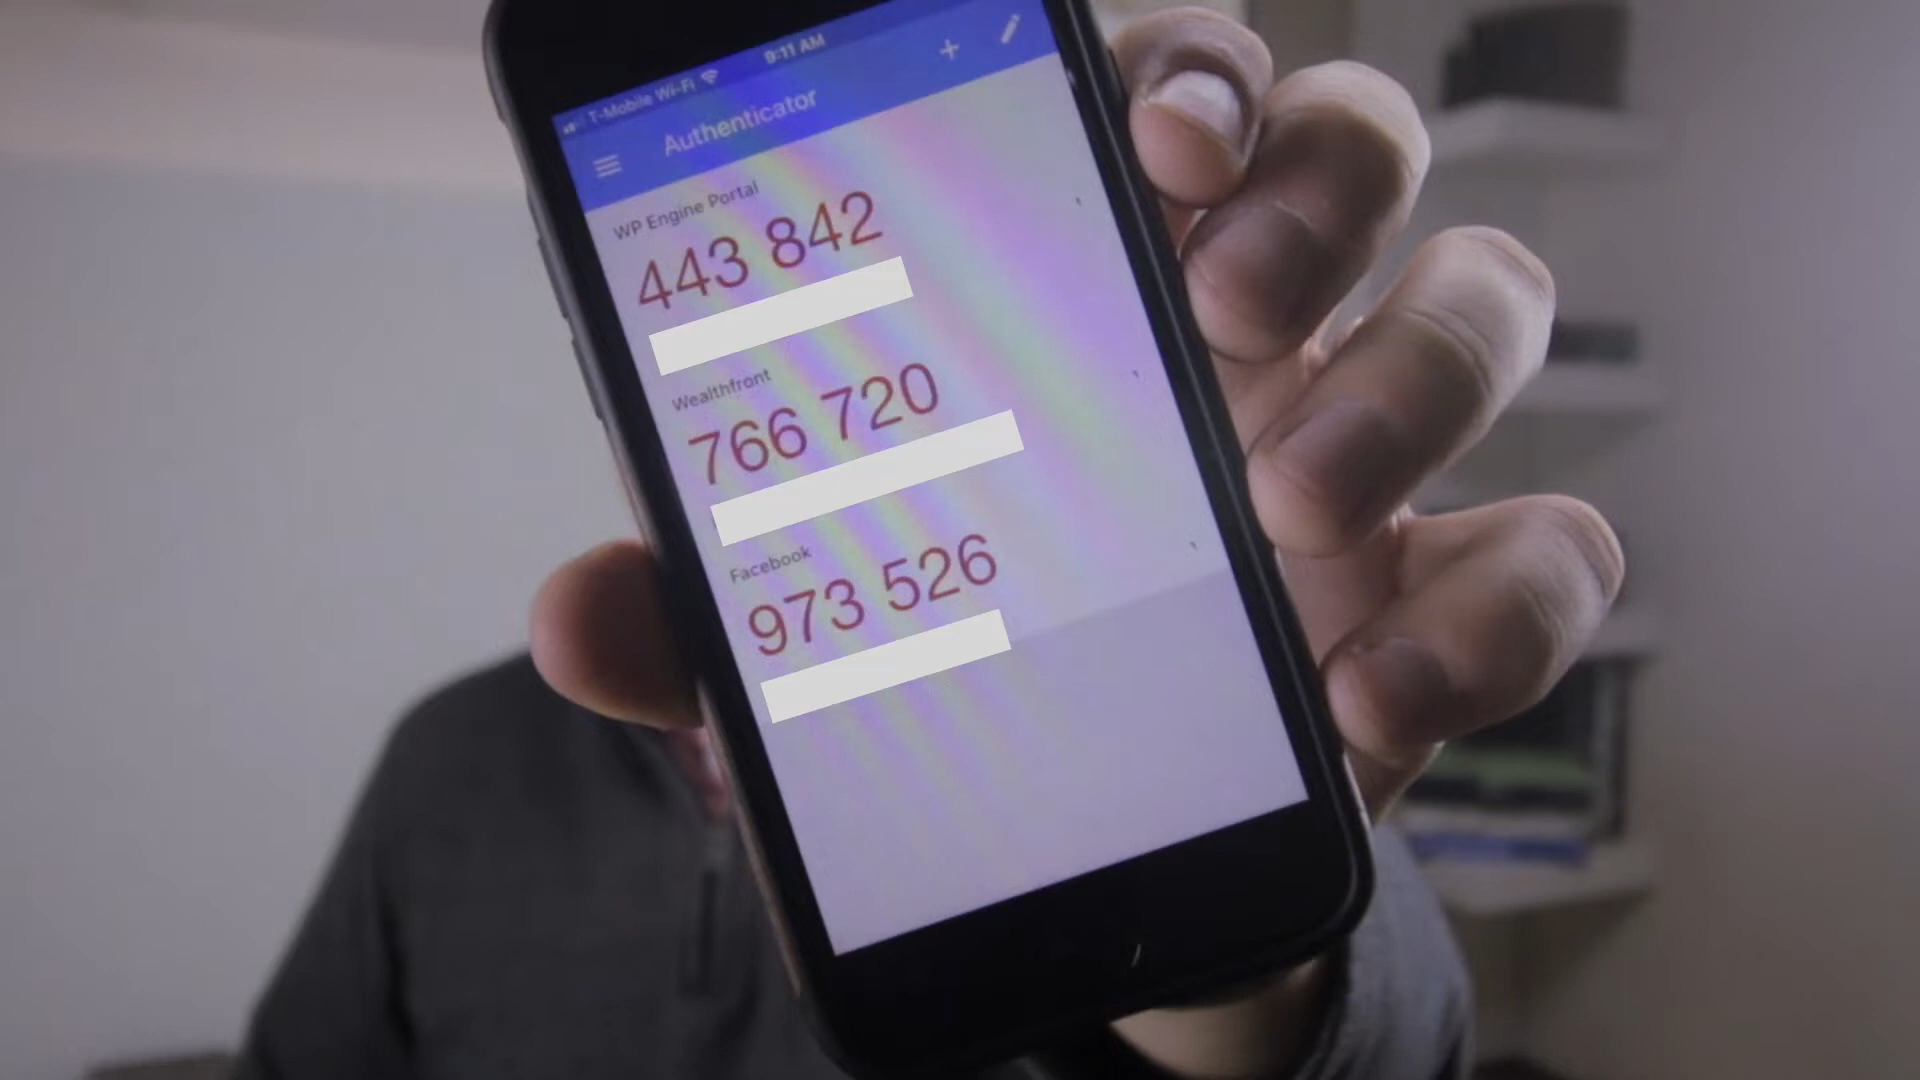 T-Mobile Wi-Fi 9:11 AM
Authenticator
WP Engine Portal
443 842
Wealthfront
766 720
Facebook
973 526